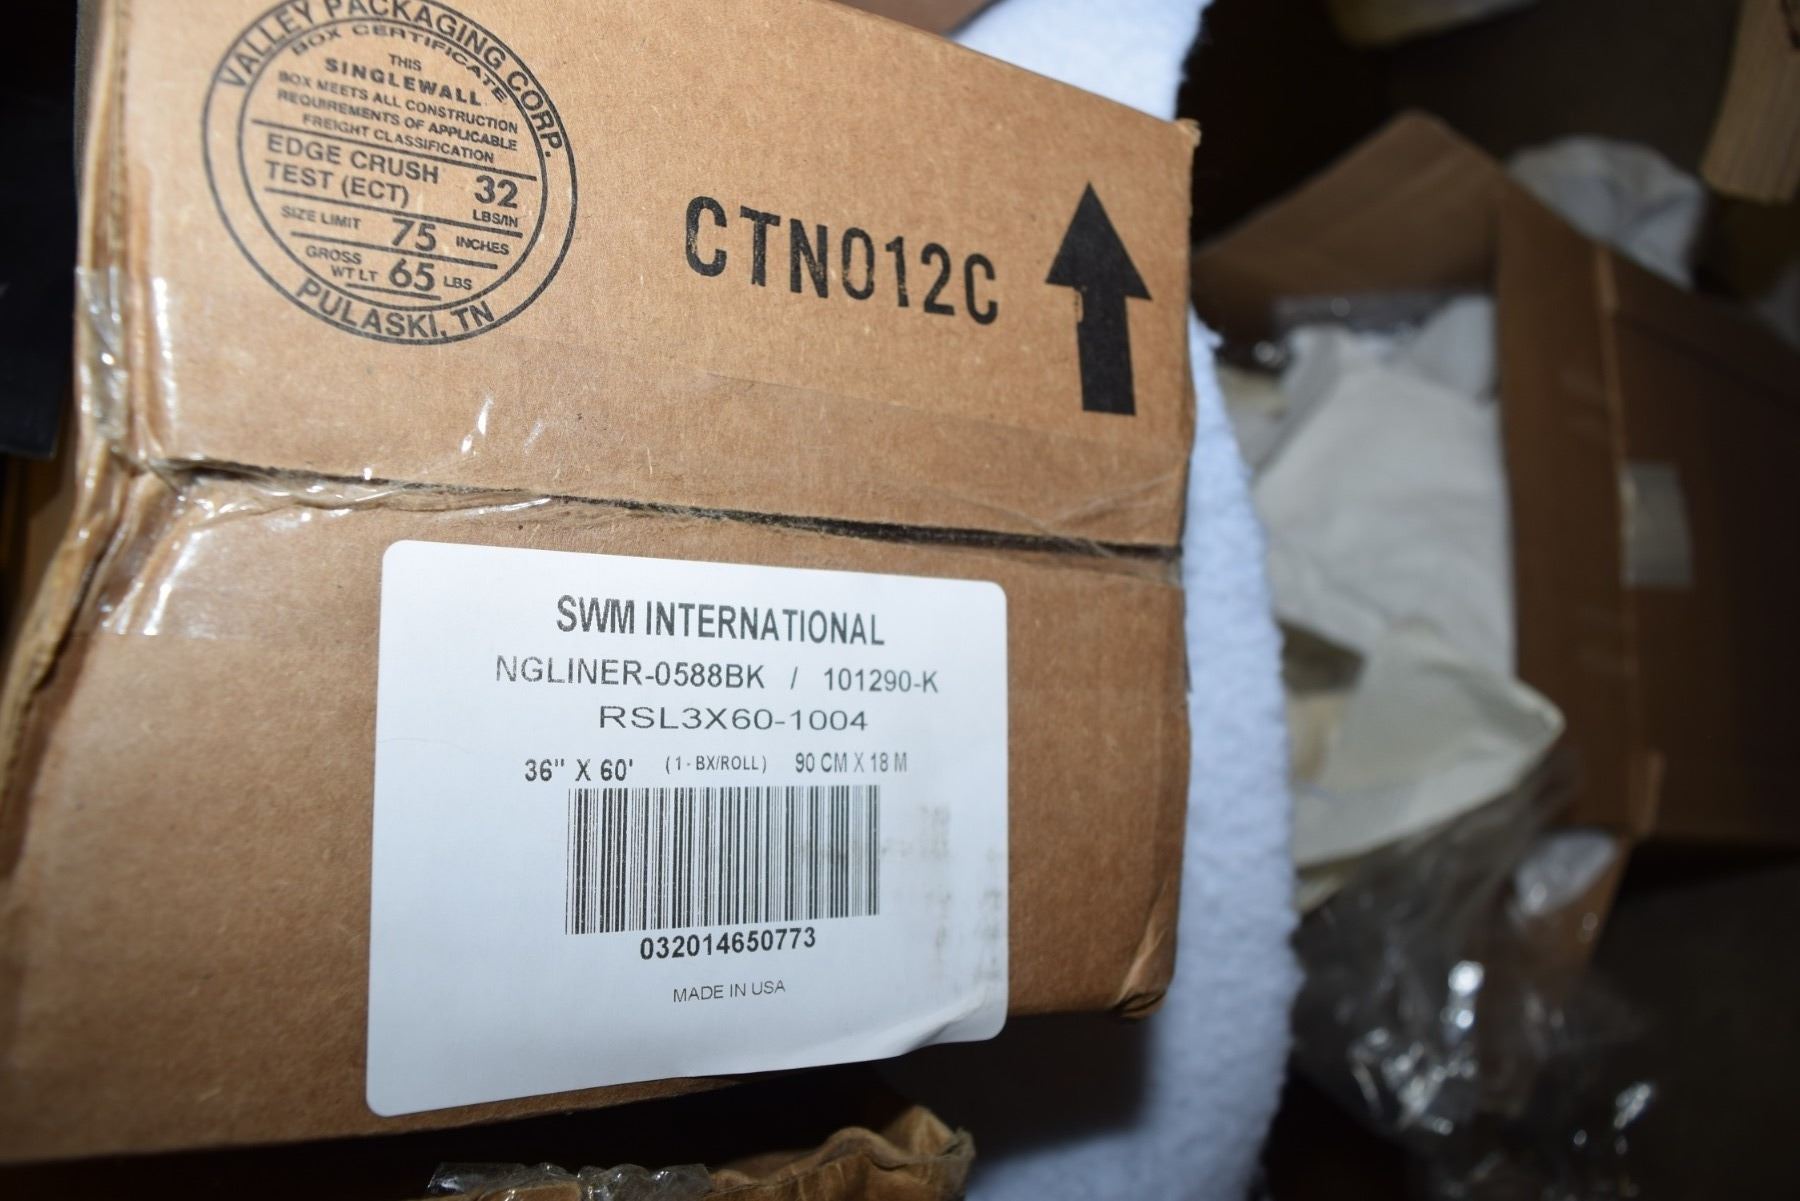 VALLEY PACKAGING CORP.
BOX CERTIFICATE
THIS
SINGLEWALL
BOX MEETS ALL CONSTRUCTION
REQUIREMENTS OF APPLICABLE
FREIGHT CLASSIFICATION
EDGE CRUSH
TEST (ECT) 32
LBS/IN
SIZE LIMIT 75 INCHES
GROSS
WT LT 65 LBS
PULASKI, TN
CTN012C
SWM INTERNATIONAL
NGLINER-0588BK / 101290-K
RSL3X60-1004
36" X 60' (1 - BX/ROLL) 90 CM X 18 M
032014650773
MADE IN USA